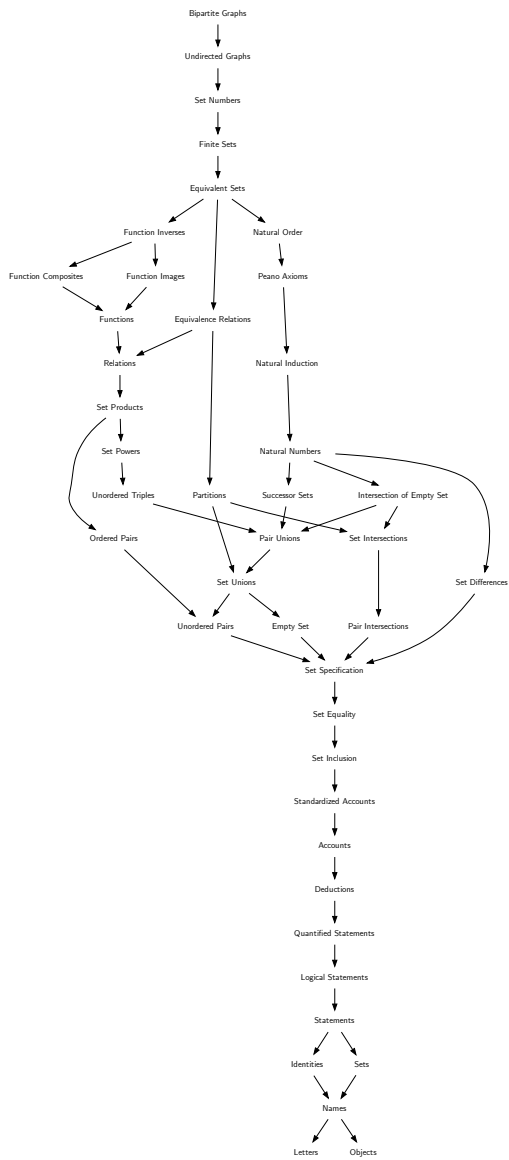 Bipartite Graphs
Undirected Graphs
Set Numbers
Finite Sets
Equivalent Sets
Function Inverses
Natural Order
Function Composites
Function Images
Peano Axioms
Functions
Equivalence Relations
Relations
Natural Induction
Set Products
Set Powers
Natural Numbers
Unordered Triples
Partitions
Successor Sets
Intersection of Empty Set
Ordered Pairs
Pair Unions
Set Intersections
Set Unions
Set Differences
Unordered Pairs
Empty Set
Pair Intersections
Set Specification
Set Equality
Set Inclusion
Standardized Accounts
Accounts
Deductions
Quantified Statements
Logical Statements
Statements
Identities
Sets
Names
Letters
Objects